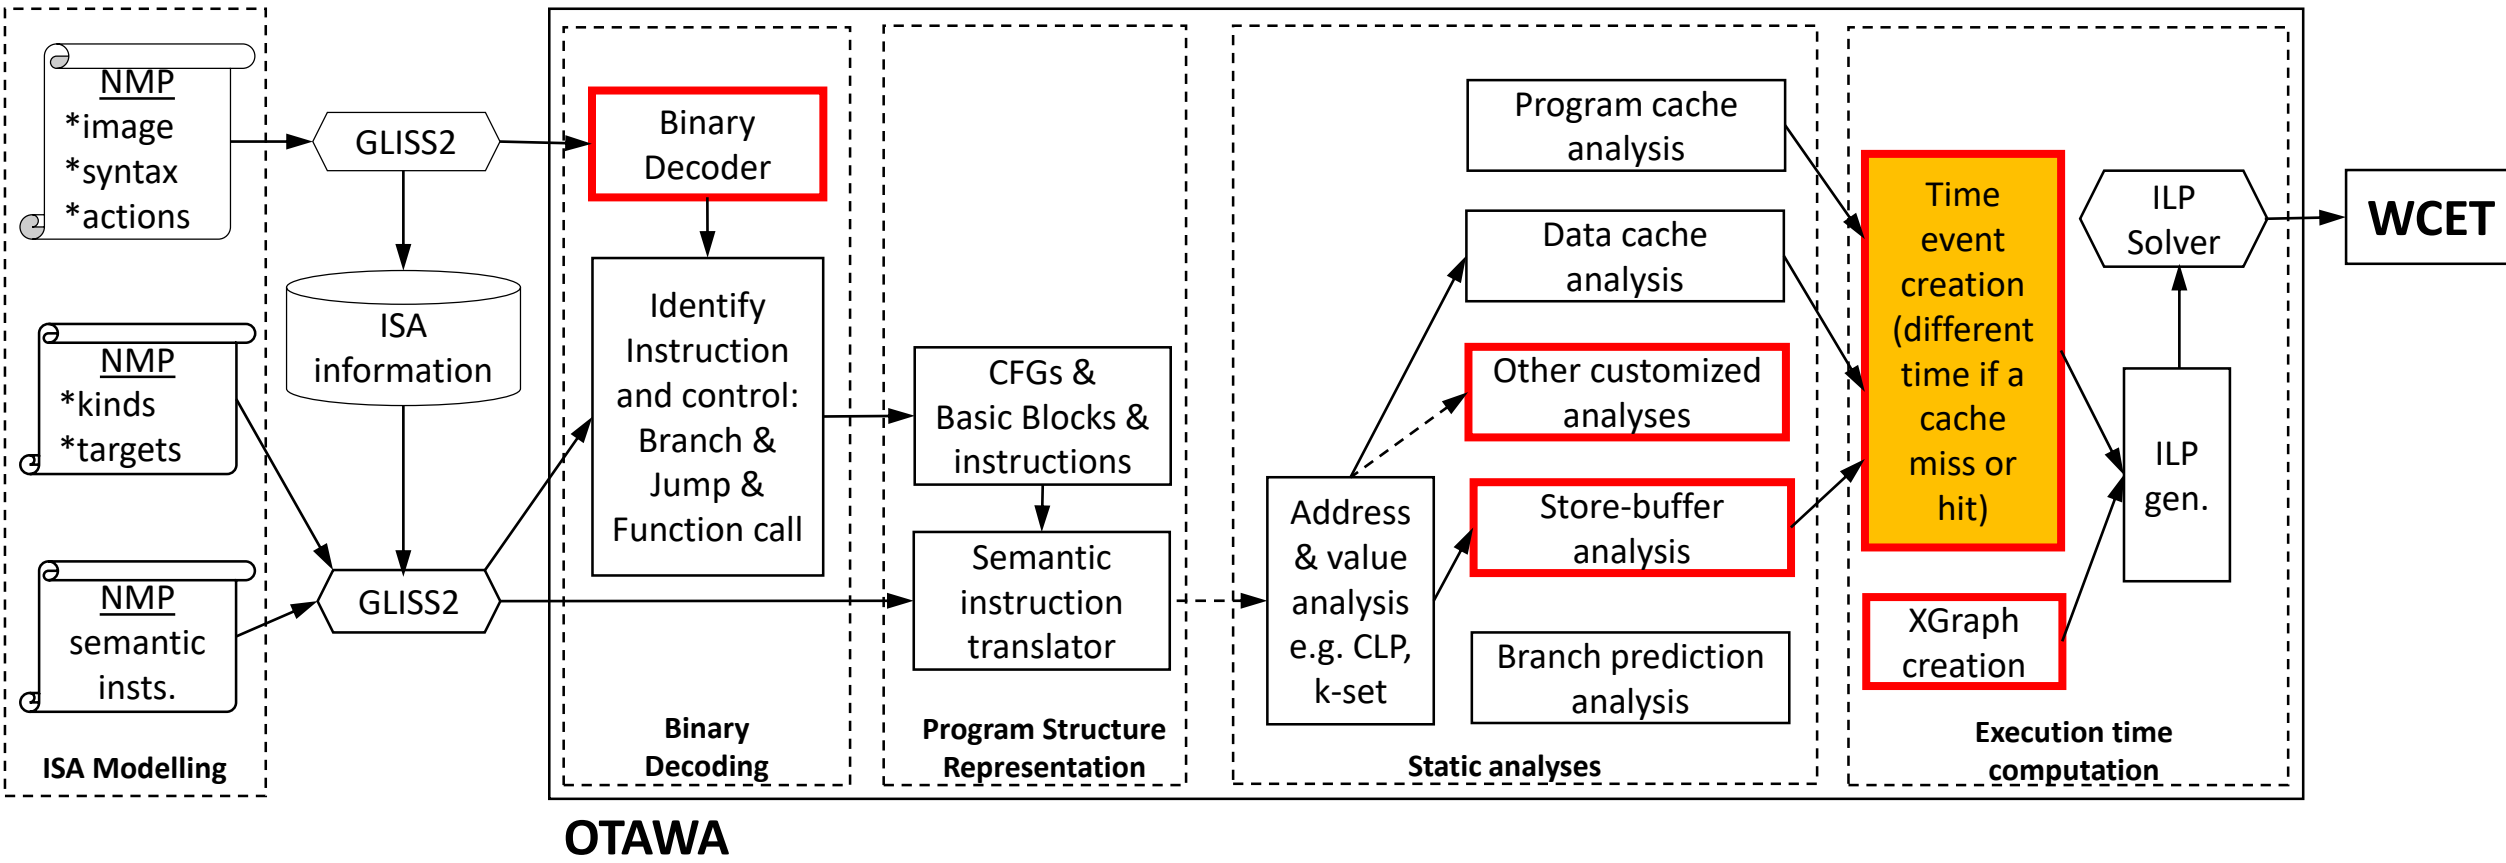 NMP
*image
*syntax
*actions
NMP
*kinds
*targets
NMP
semantic
insts.
ISA Modelling
GLISS2
ISA
information
GLISS2
Binary
Decoder
Identify
Instruction
and control:
Branch &
Jump &
Function call
Binary
Decoding
CFGs &
Basic Blocks &
instructions
Semantic
instruction
translator
Program Structure
Representation
Address
& value
analysis
e.g. CLP,
k-set
Program cache
analysis
Data cache
analysis
Other customized
analyses
Store-buffer
analysis
Branch prediction
analysis
Static analyses
Time
event
creation
(different
time if a
cache
miss or
hit)
XGraph
creation
ILP
Solver
ILP
gen.
Execution time
computation
WCET
OTAWA